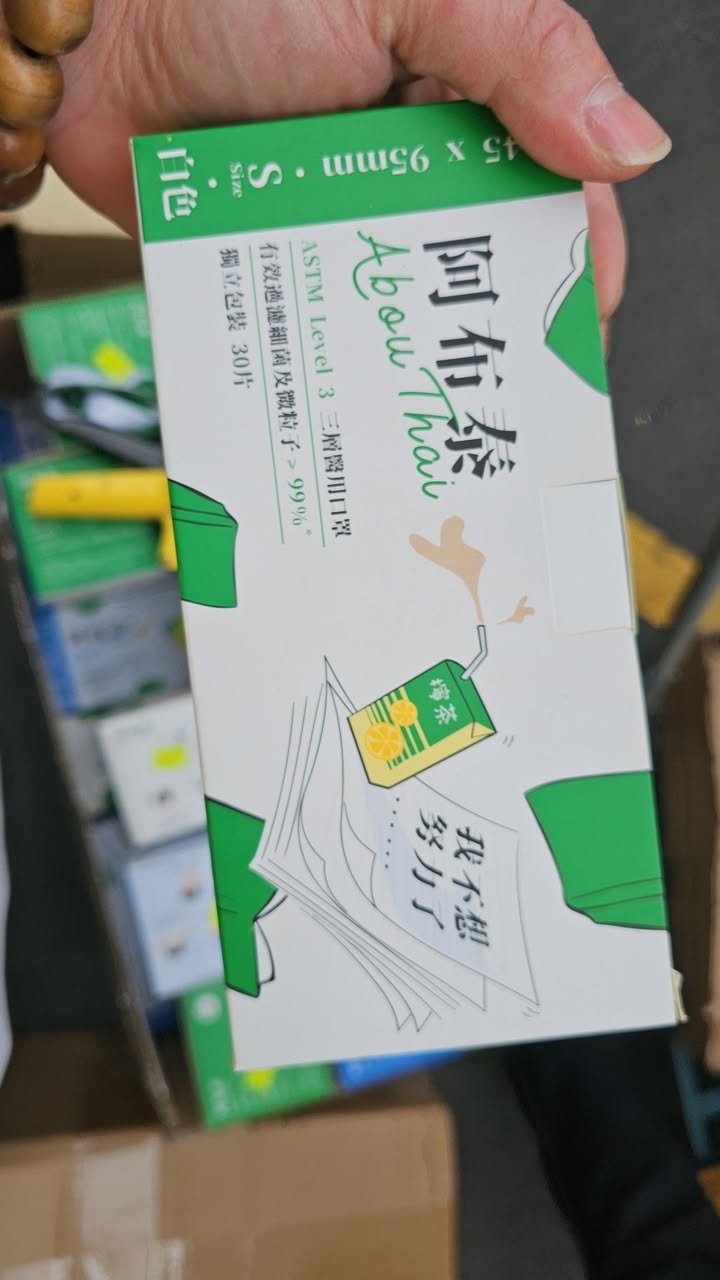 阿布泰
Abou Thai
ASTM Level 3 三層醫用口罩
有效過濾細菌及微粒子 > 99%*
獨立包裝 30片
檸茶
我不想
努力了
......
45 x 95mm • S Size • 白色